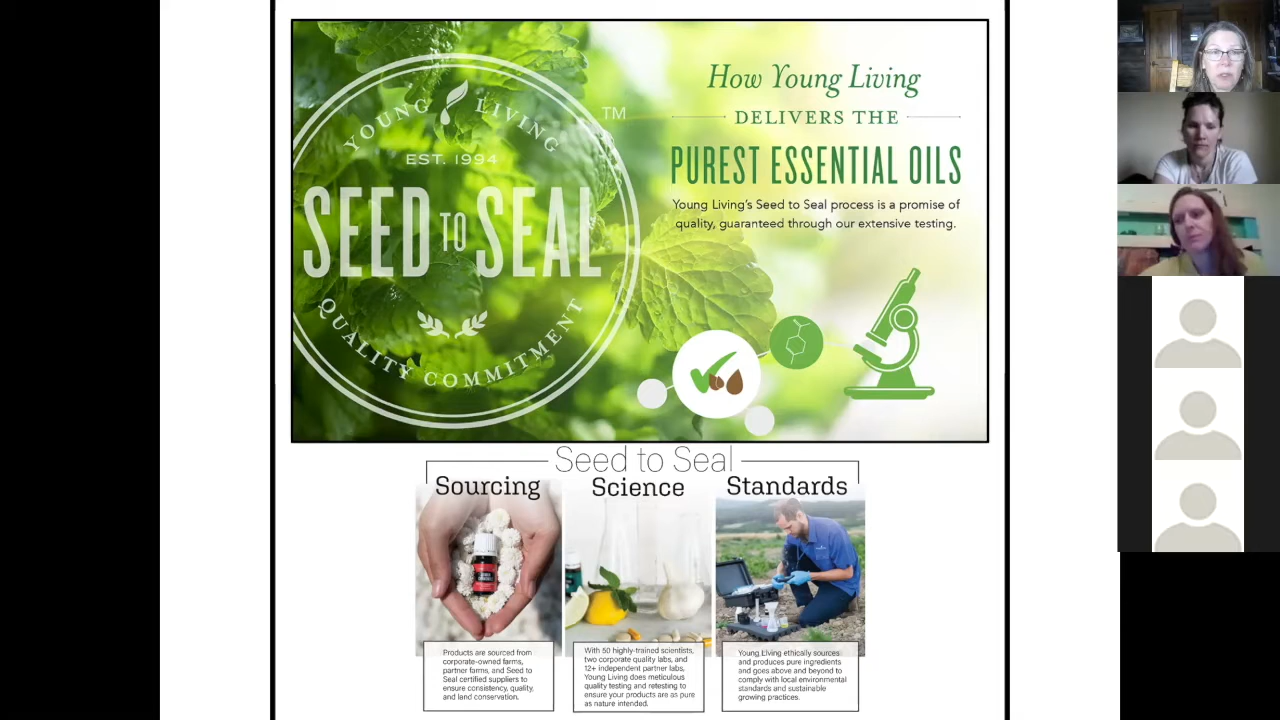 YOUNG LIVING
TM
EST. 1994
SEED TO SEAL
QUALITY COMMITMENT
How Young Living
DELIVERS THE
PUREST ESSENTIAL OILS
Young Living's Seed to Seal process is a promise of
quality, guaranteed through our extensive testing.
Seed to Seal
Sourcing
Products are sourced from
corporate-owned farms,
partner farms, and Seed to
Seal certified suppliers to
ensure consistency, quality,
and land conservation.
Science
With 50 highly-trained scientists,
two corporate quality labs, and
12+ independent partner labs,
Young Living does meticulous
quality testing and retesting to
ensure your products are as pure
as nature intended.
Standards
Young Living ethically sources
and produces pure ingredients
and goes above and beyond to
comply with local environmental
standards and sustainable
growing practices.